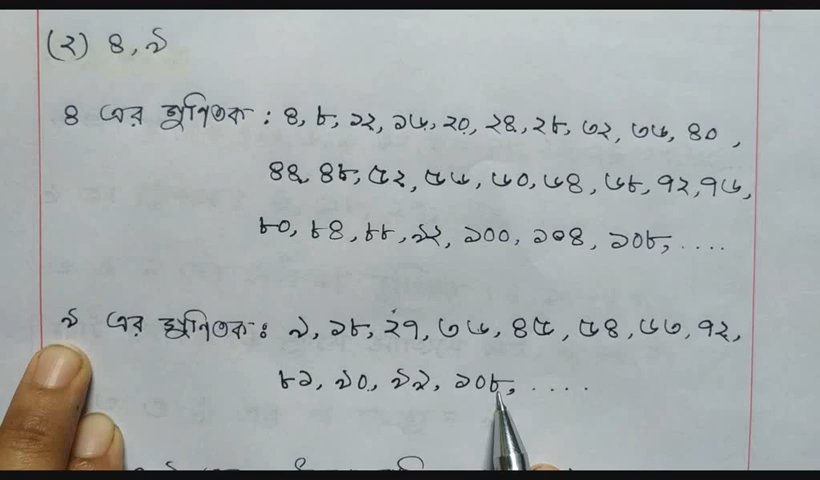 (২) ৪, ৯
৪ এর গুণিতক : ৪, ৮, ১২, ১৬, ২০, ২৪, ২৮, ৩২, ৩৬, ৪০,
৪৪, ৪৮, ৫২, ৫৬, ৬০, ৬৪, ৬৮, ৭২, ৭৬,
৮০, ৮৪, ৮৮, ৯২, ১০০, ১০৪, ১০৮, ....
৯ এর গুণিতক : ৯, ১৮, ২৭, ৩৬, ৪৫, ৫৪, ৬৩, ৭২,
৮১, ৯০, ৯৯, ১০৮, ....